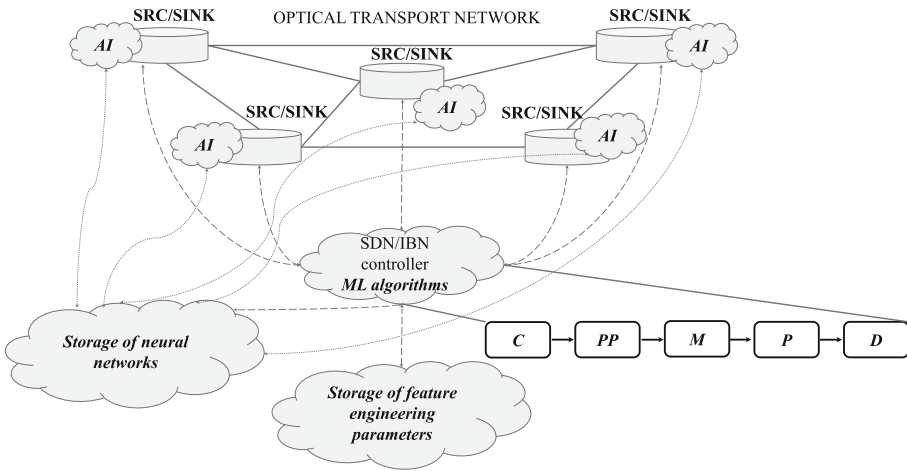 SRC/SINK
OPTICAL TRANSPORT NETWORK
SRC/SINK
AI
SRC/SINK
AI
SRC/SINK
AI
SRC/SINK
AI
AI
SDN/IBN
controller
ML algorithms
Storage of neural
networks
C
PP
M
P
D
Storage of feature
engineering
parameters